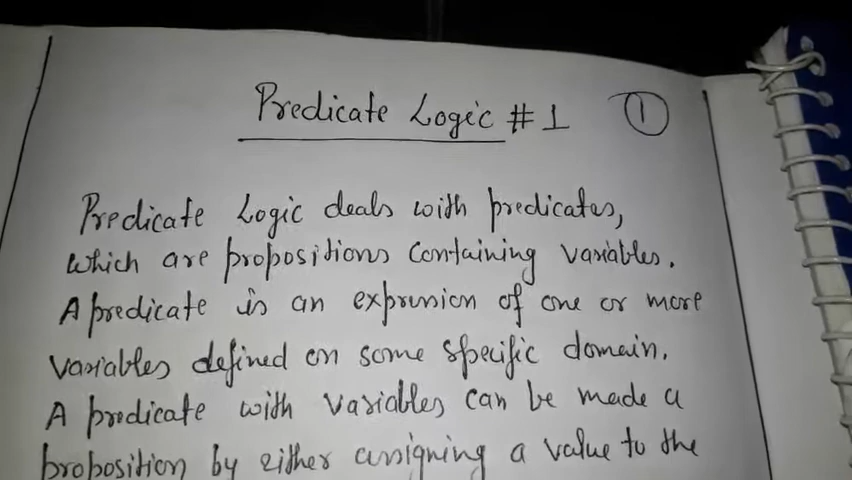 Predicate Logic #1 ①
Predicate Logic deals with predicates,
which are propositions containing variables.
A predicate is an expression of one or more
variables defined on some specific domain.
A predicate with variables can be made a
proposition by either assigning a value to the